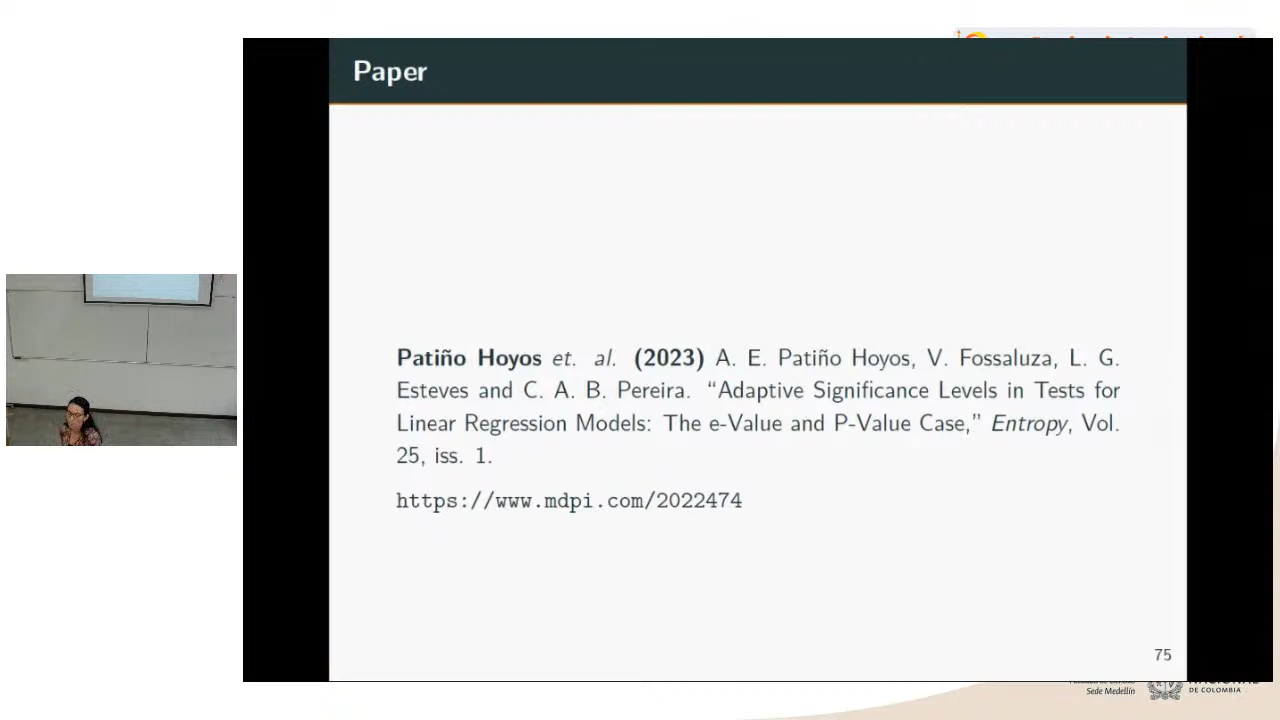 Paper
Patiño Hoyos et. al. (2023) A. E. Patiño Hoyos, V. Fossaluza, L. G.
Esteves and C. A. B. Pereira. “Adaptive Significance Levels in Tests for
Linear Regression Models: The e-Value and P-Value Case,” Entropy, Vol.
25, iss. 1.
https://www.mdpi.com/2022474
75
Sede Medellín
DE COLOMBIA